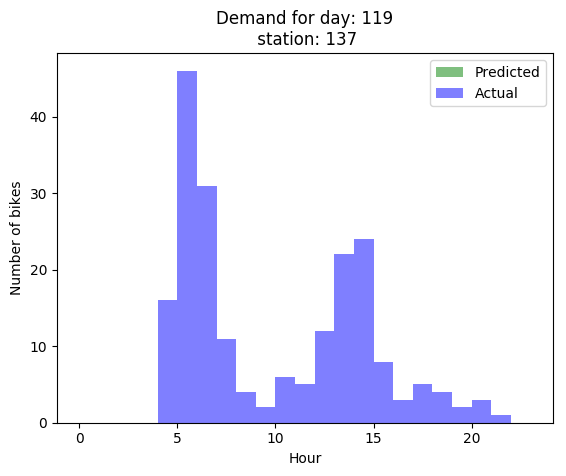 Demand for day: 119
station: 137
Predicted
Actual
Number of bikes
40
30
20
10
0
0 5 10 15 20
Hour